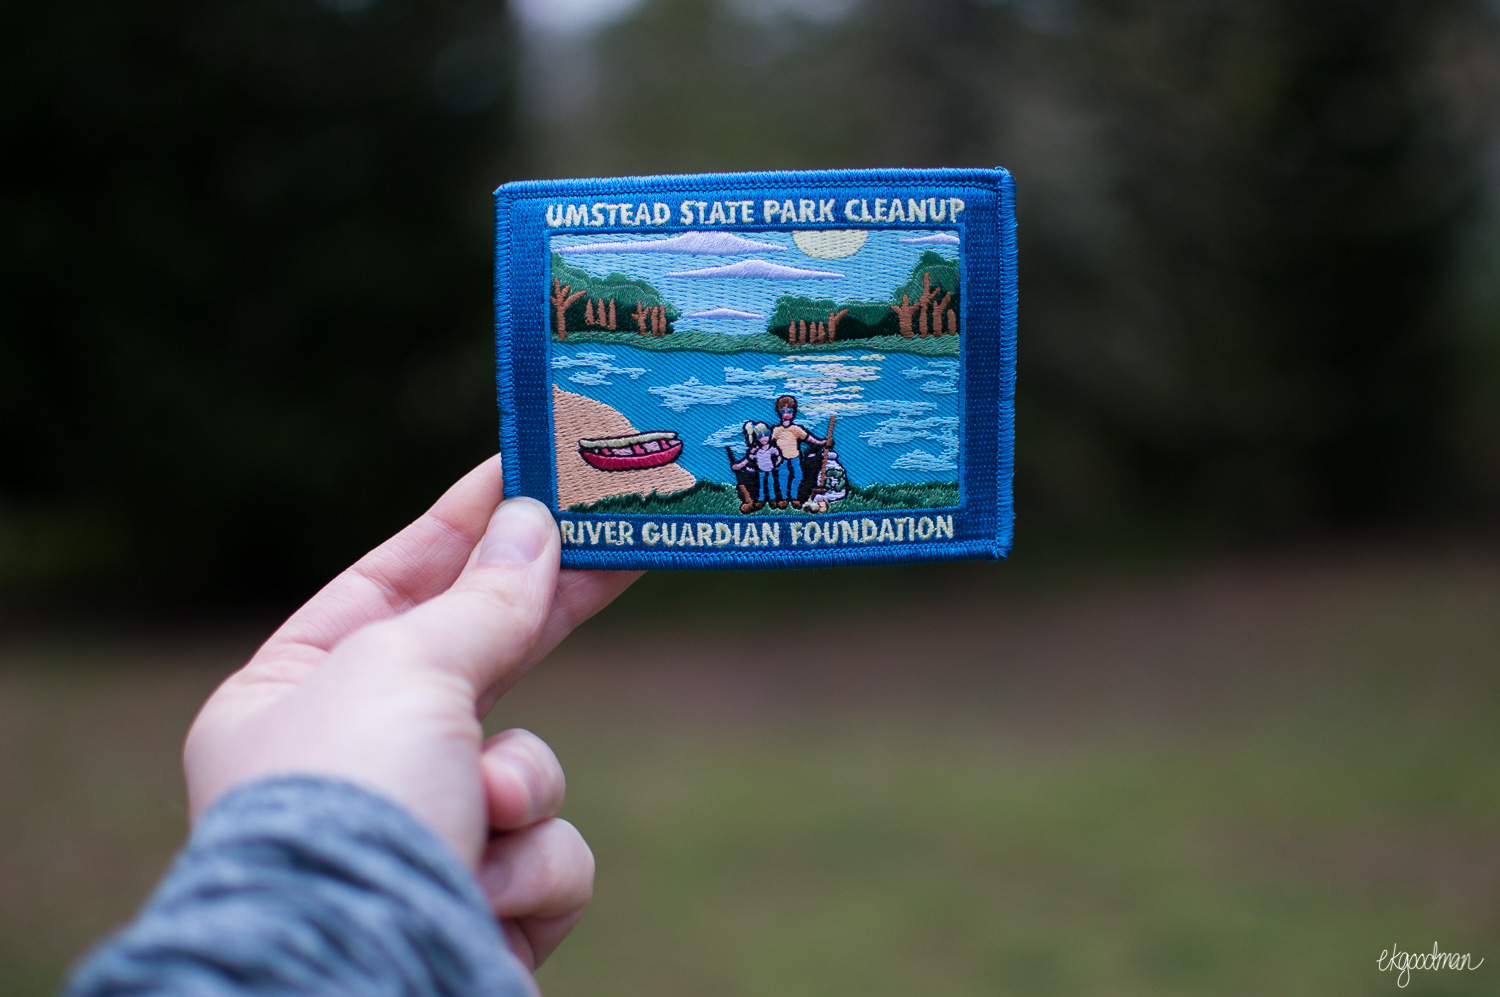 UMSTEAD STATE PARK CLEANUP
RIVER GUARDIAN FOUNDATION
ekgoodman